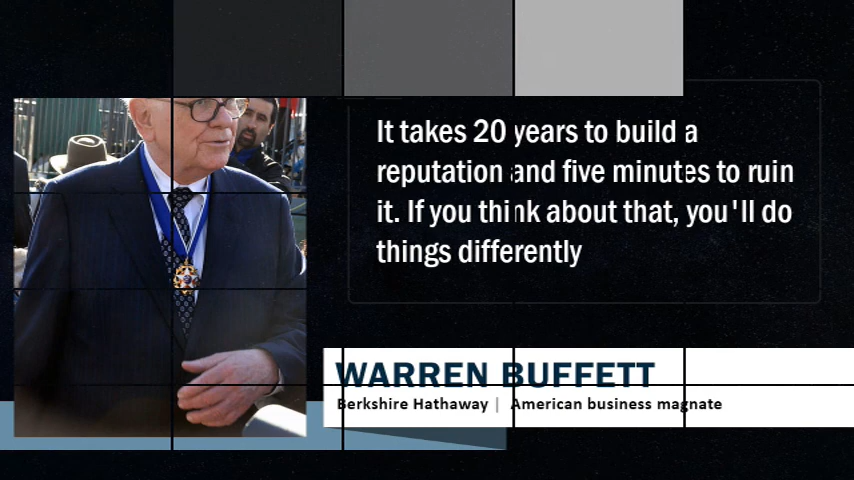 It takes 20 years to build a
reputation and five minutes to ruin
it. If you think about that, you'll do
things differently
WARREN BUFFETT
Berkshire Hathaway | American business magnate